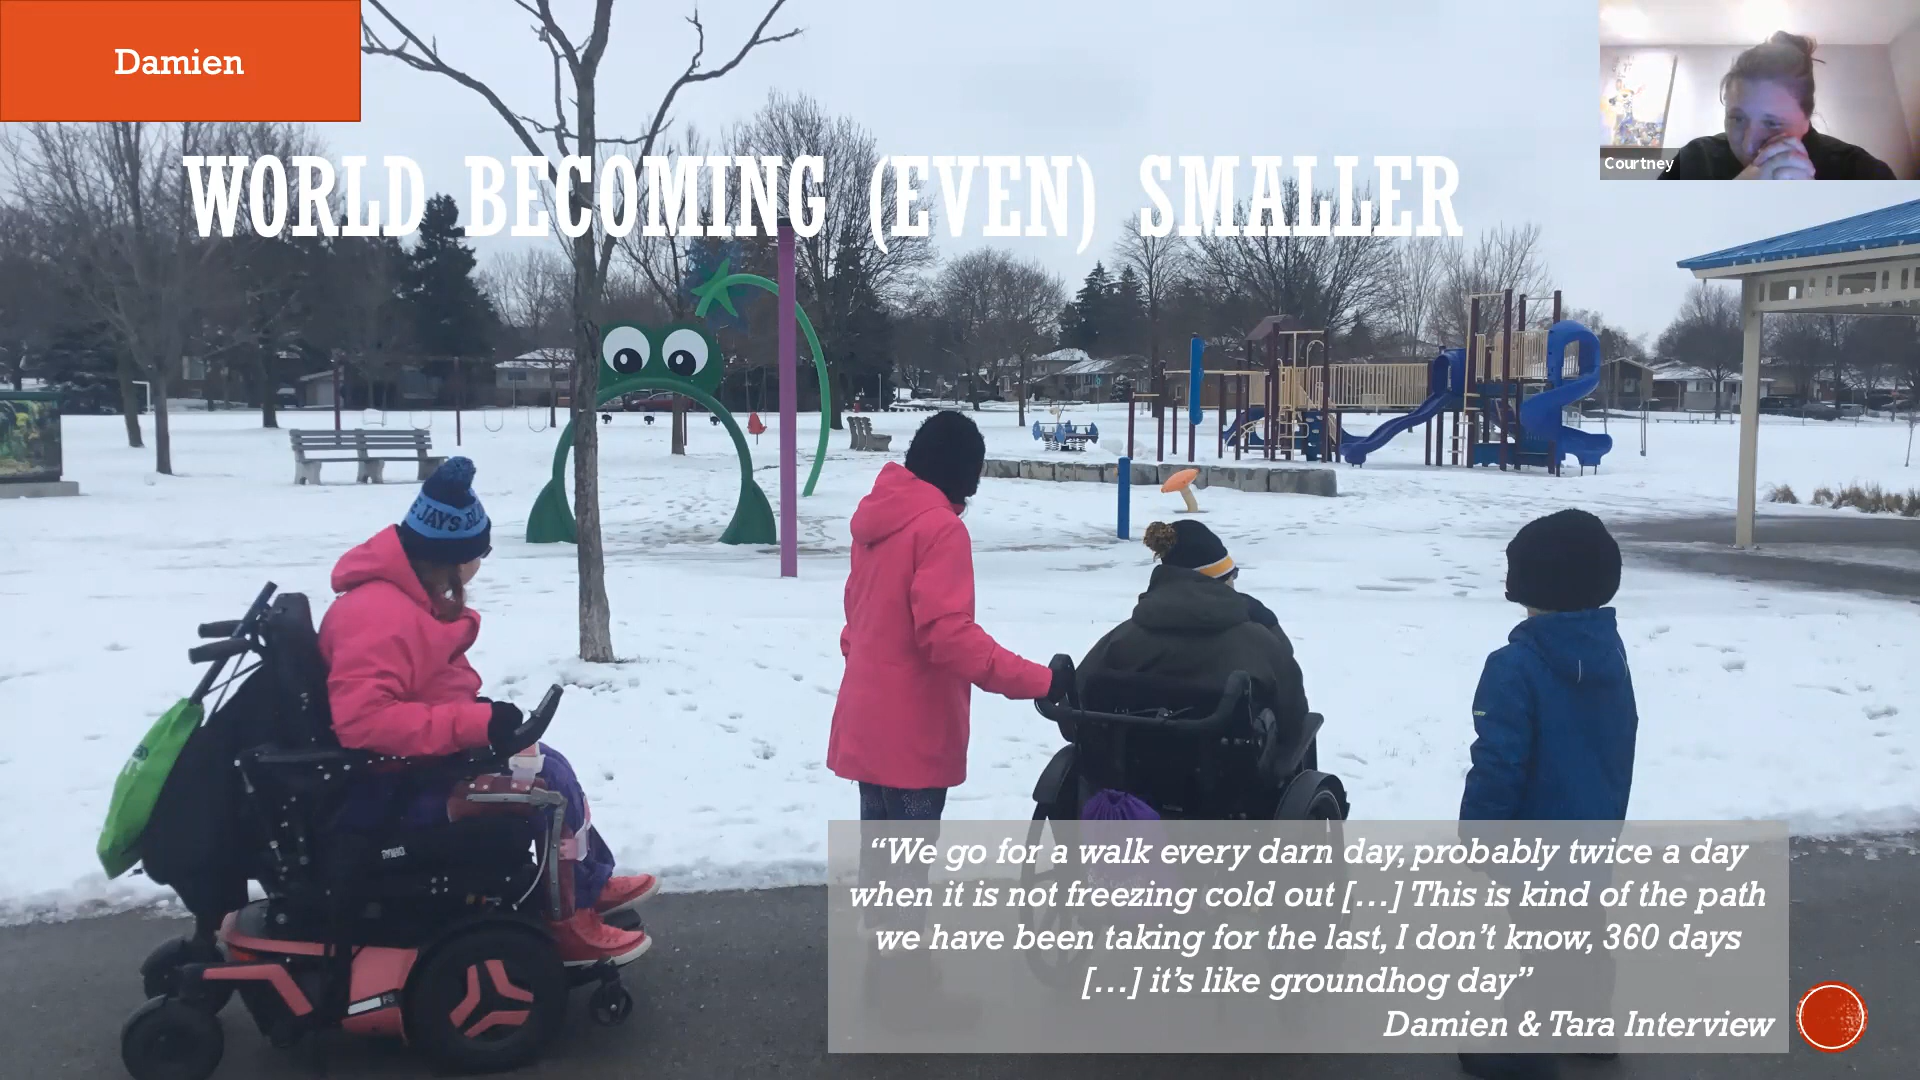 Damien
WORLD BECOMING (EVEN) SMALLER
Courtney
JAYS BL
“We go for a walk every darn day, probably twice a day
when it is not freezing cold out [...] This is kind of the path
we have been taking for the last, I don’t know, 360 days
[...] it’s like groundhog day”
Damien & Tara Interview